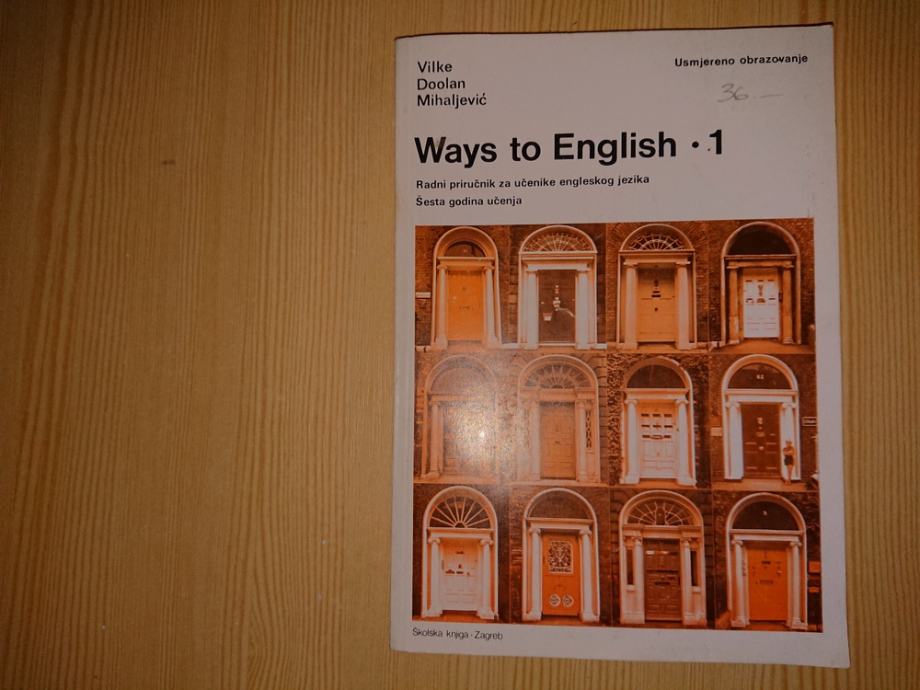 Vilke
Doolan
Mihaljević
Usmjereno obrazovanje
36.—
Ways to English • 1
Radni priručnik za učenike engleskog jezika
Šesta godina učenja
Školska knjiga · Zagreb